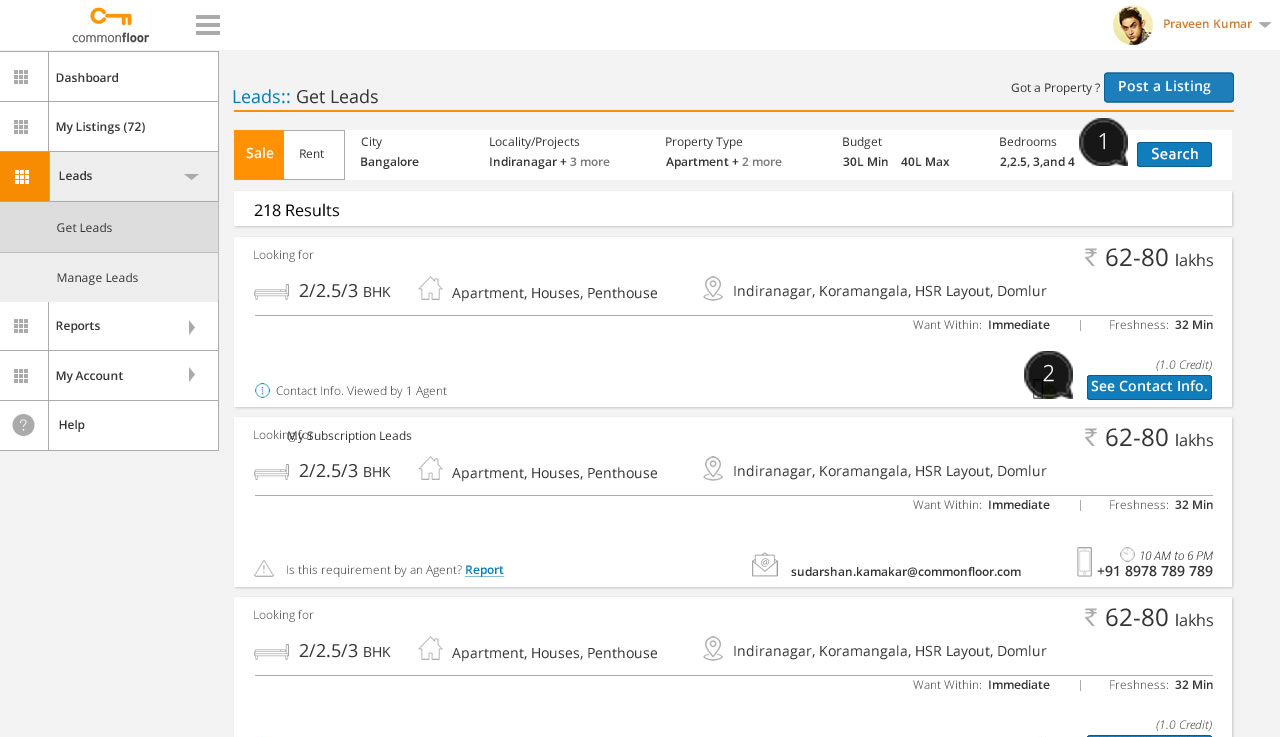 commonfloor
Praveen Kumar
Dashboard
My Listings (72)
Leads
Get Leads
Manage Leads
Reports
My Account
? Help
Leads:: Get Leads
Got a Property ? Post a Listing
Sale Rent
City
Bangalore
Locality/Projects
Indiranagar + 3 more
Property Type
Apartment + 2 more
Budget
30L Min 40L Max
Bedrooms
2,2.5, 3,and 4
1
Search
218 Results
Looking for
₹ 62-80 lakhs
2/2.5/3 BHK Apartment, Houses, Penthouse Indiranagar, Koramangala, HSR Layout, Domlur
Want Within: Immediate | Freshness: 32 Min
(1.0 Credit)
Contact Info. Viewed by 1 Agent
2
See Contact Info.
Looking for
My Subscription Leads
₹ 62-80 lakhs
2/2.5/3 BHK Apartment, Houses, Penthouse Indiranagar, Koramangala, HSR Layout, Domlur
Want Within: Immediate | Freshness: 32 Min
10 AM to 6 PM
Is this requirement by an Agent? Report @ sudarshan.kamakar@commonfloor.com +91 8978 789 789
Looking for
₹ 62-80 lakhs
2/2.5/3 BHK Apartment, Houses, Penthouse Indiranagar, Koramangala, HSR Layout, Domlur
Want Within: Immediate | Freshness: 32 Min
(1.0 Credit)